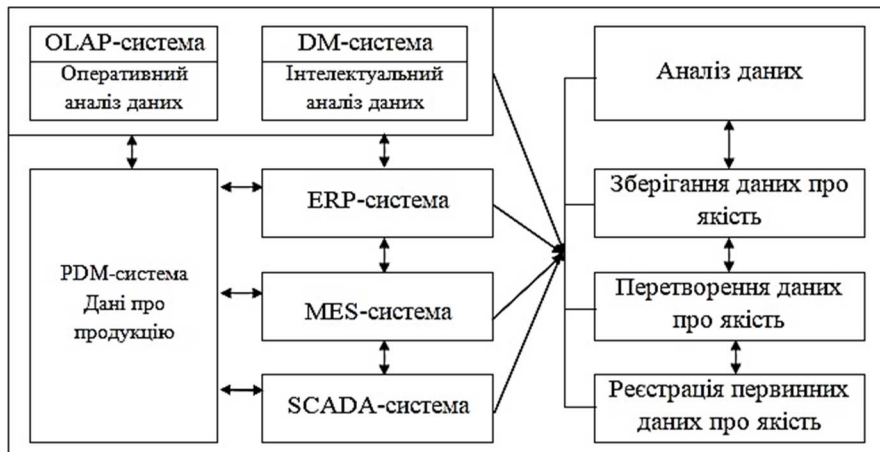 OLAP-система
Оперативний
аналіз даних
DM-система
Інтелектуальний
аналіз даних
Аналіз даних
PDM-система
Дані про
продукцію
ERP-система
MES-система
SCADA-система
Зберігання даних про
якість
Перетворення даних
про якість
Реєстрація первинних
даних про якість